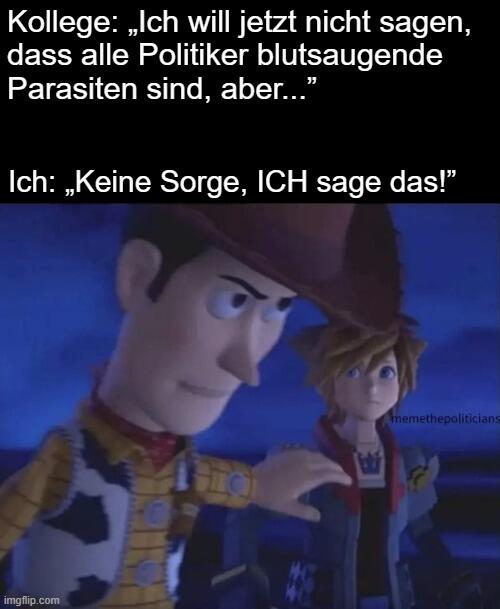 Kollege: „Ich will jetzt nicht sagen,
dass alle Politiker blutsaugende
Parasiten sind, aber...”
Ich: „Keine Sorge, ICH sage das!”
memethepoliticians
imgflip.com